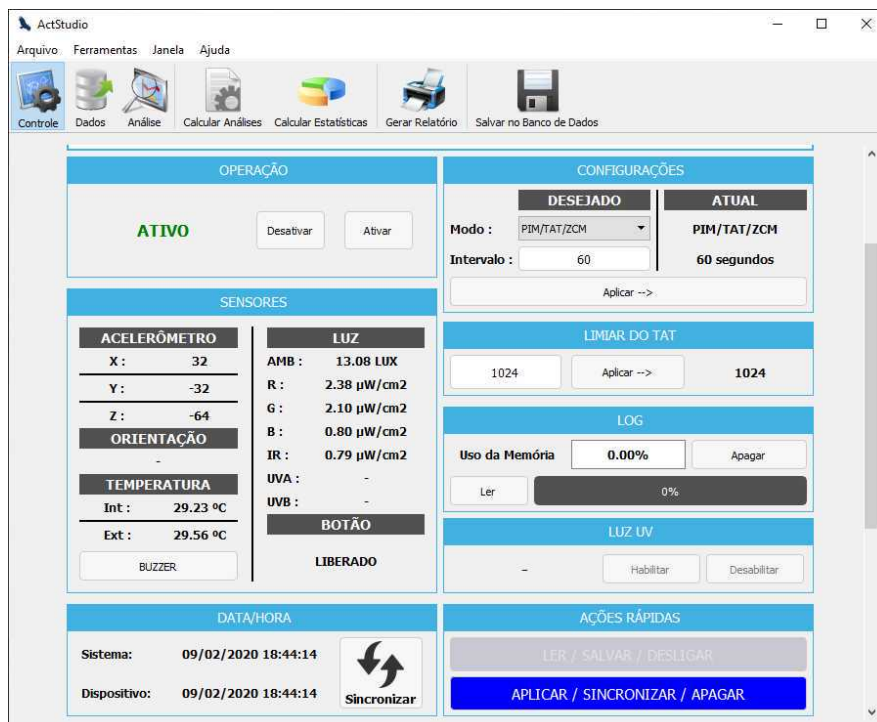 ActStudio
Arquivo Ferramentas Janela Ajuda
Controle Dados Análise Calcular Análises Calcular Estatísticas Gerar Relatório Salvar no Banco de Dados
OPERAÇÃO
ATIVO Desativar Ativar
CONFIGURAÇÕES
DESEJADO ATUAL
Modo : PIM/TAT/ZCM PIM/TAT/ZCM
Intervalo : 60 60 segundos
Aplicar -->
SENSORES
ACELERÔMETRO
X : 32
Y : -32
Z : -64
ORIENTAÇÃO
-
TEMPERATURA
Int : 29.23 ºC
Ext : 29.56 ºC
BUZZER
LUZ
AMB : 13.08 LUX
R : 2.38 µW/cm2
G : 2.10 µW/cm2
B : 0.80 µW/cm2
IR : 0.79 µW/cm2
UVA : -
UVB : -
BOTÃO
LIBERADO
LIMIAR DO TAT
1024 Aplicar --> 1024
LOG
Uso da Memória 0.00% Apagar
Ler 0%
LUZ UV
- Habilitar Desabilitar
DATA/HORA
Sistema: 09/02/2020 18:44:14
Dispositivo: 09/02/2020 18:44:14
Sincronizar
AÇÕES RÁPIDAS
LER / SALVAR / DESLIGAR
APLICAR / SINCRONIZAR / APAGAR